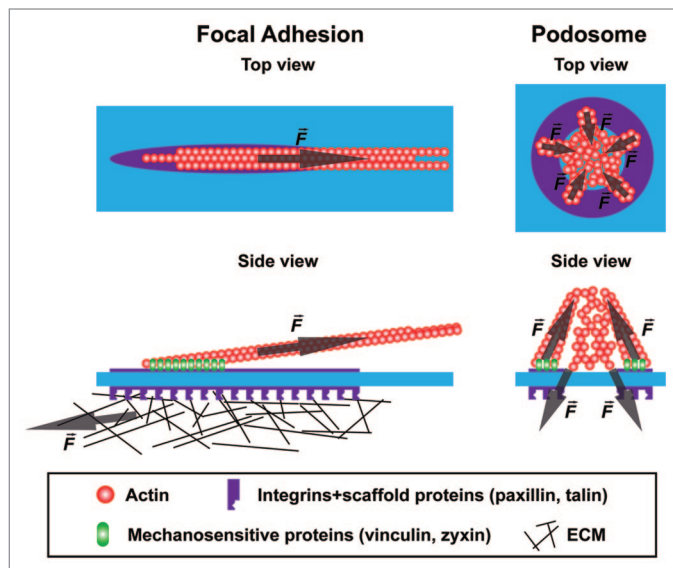 Focal Adhesion
Podosome
Top view
Top view
F
F
F
F
F
F
Side view
Side view
F
F
F
F
F
F
Actin
Integrins+scaffold proteins (paxillin, talin)
Mechanosensitive proteins (vinculin, zyxin)
ECM